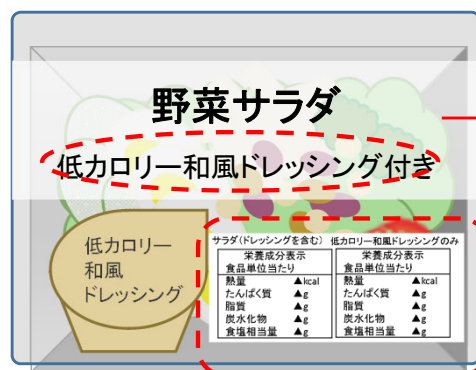 野菜サラダ
低カロリー和風ドレッシング付き
低カロリー
和風
ドレッシング
サラダ(ドレッシングを含む)
栄養成分表示
食品単位当たり
熱量 ▲kcal
たんぱく質 ▲g
脂質 ▲g
炭水化物 ▲g
食塩相当量 ▲g
低カロリー和風ドレッシングのみ
栄養成分表示
食品単位当たり
熱量 ▲kcal
たんぱく質 ▲g
脂質 ▲g
炭水化物 ▲g
食塩相当量 ▲g